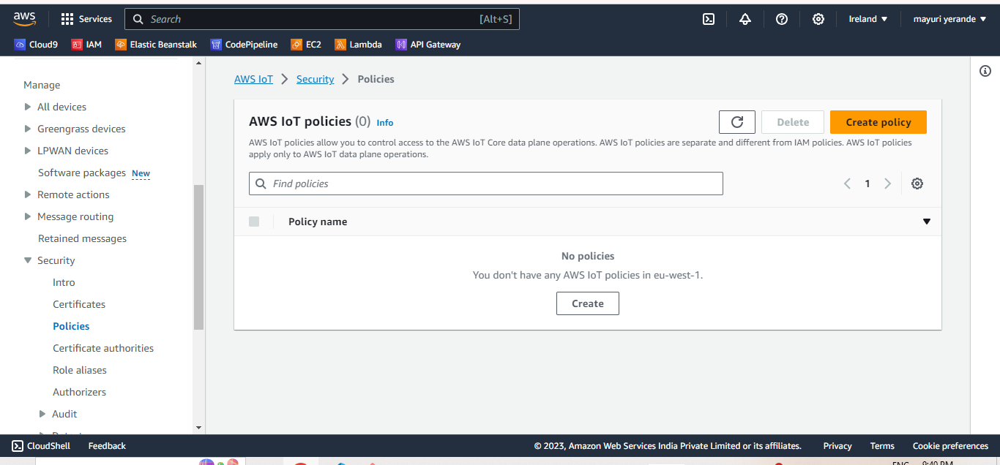 aws
Services
Search
[Alt+S]
Ireland ▼
mayuri yerande ▼
Cloud9
IAM
Elastic Beanstalk
CodePipeline
EC2
Lambda
API Gateway
Manage
All devices
Greengrass devices
LPWAN devices
Software packages New
Remote actions
Message routing
Retained messages
Security
Intro
Certificates
Policies
Certificate authorities
Role aliases
Authorizers
Audit
AWS IoT > Security > Policies
AWS IoT policies (0) Info
Delete
Create policy
AWS IoT policies allow you to control access to the AWS IoT Core data plane operations. AWS IoT policies are separate and different from IAM policies. AWS IoT policies
apply only to AWS IoT data plane operations.
Find policies
1
Policy name
No policies
You don't have any AWS IoT policies in eu-west-1.
Create
CloudShell
Feedback
© 2023, Amazon Web Services India Private Limited or its affiliates.
Privacy
Terms
Cookie preferences
ENG
9:40 PM